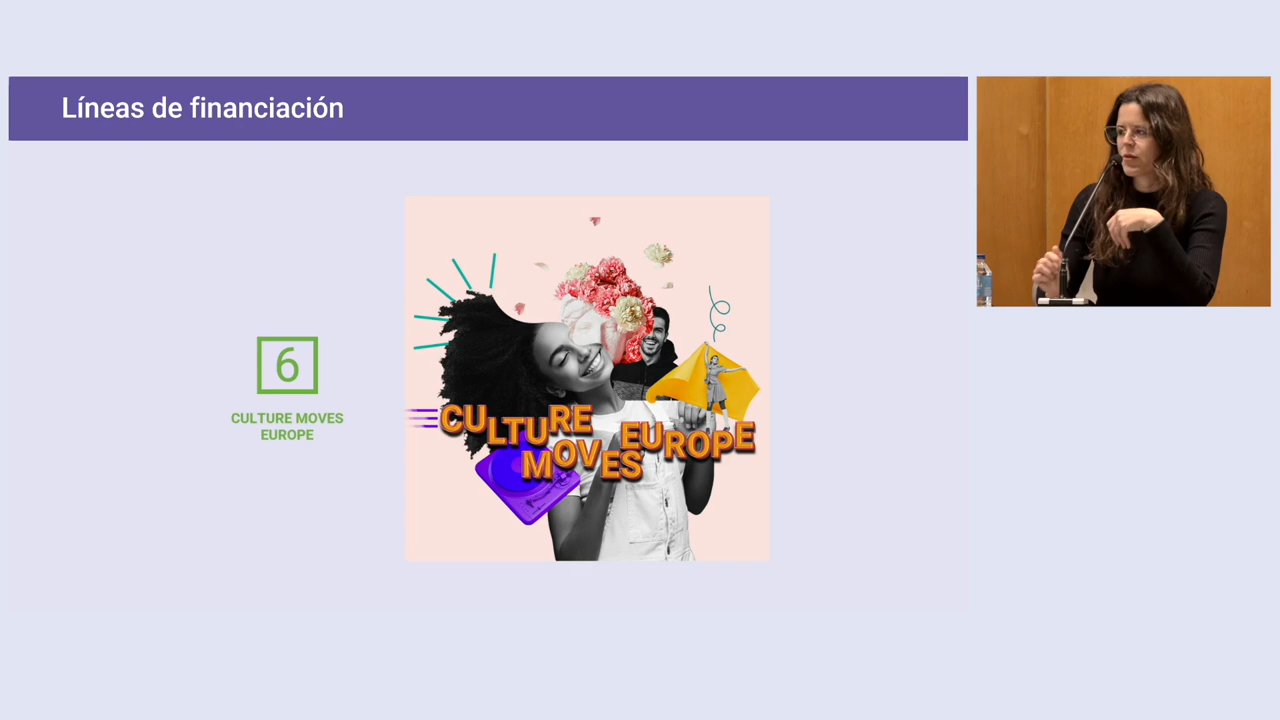 Líneas de financiación
6
CULTURE MOVES
EUROPE
CULTURE
MOVES
EUROPE